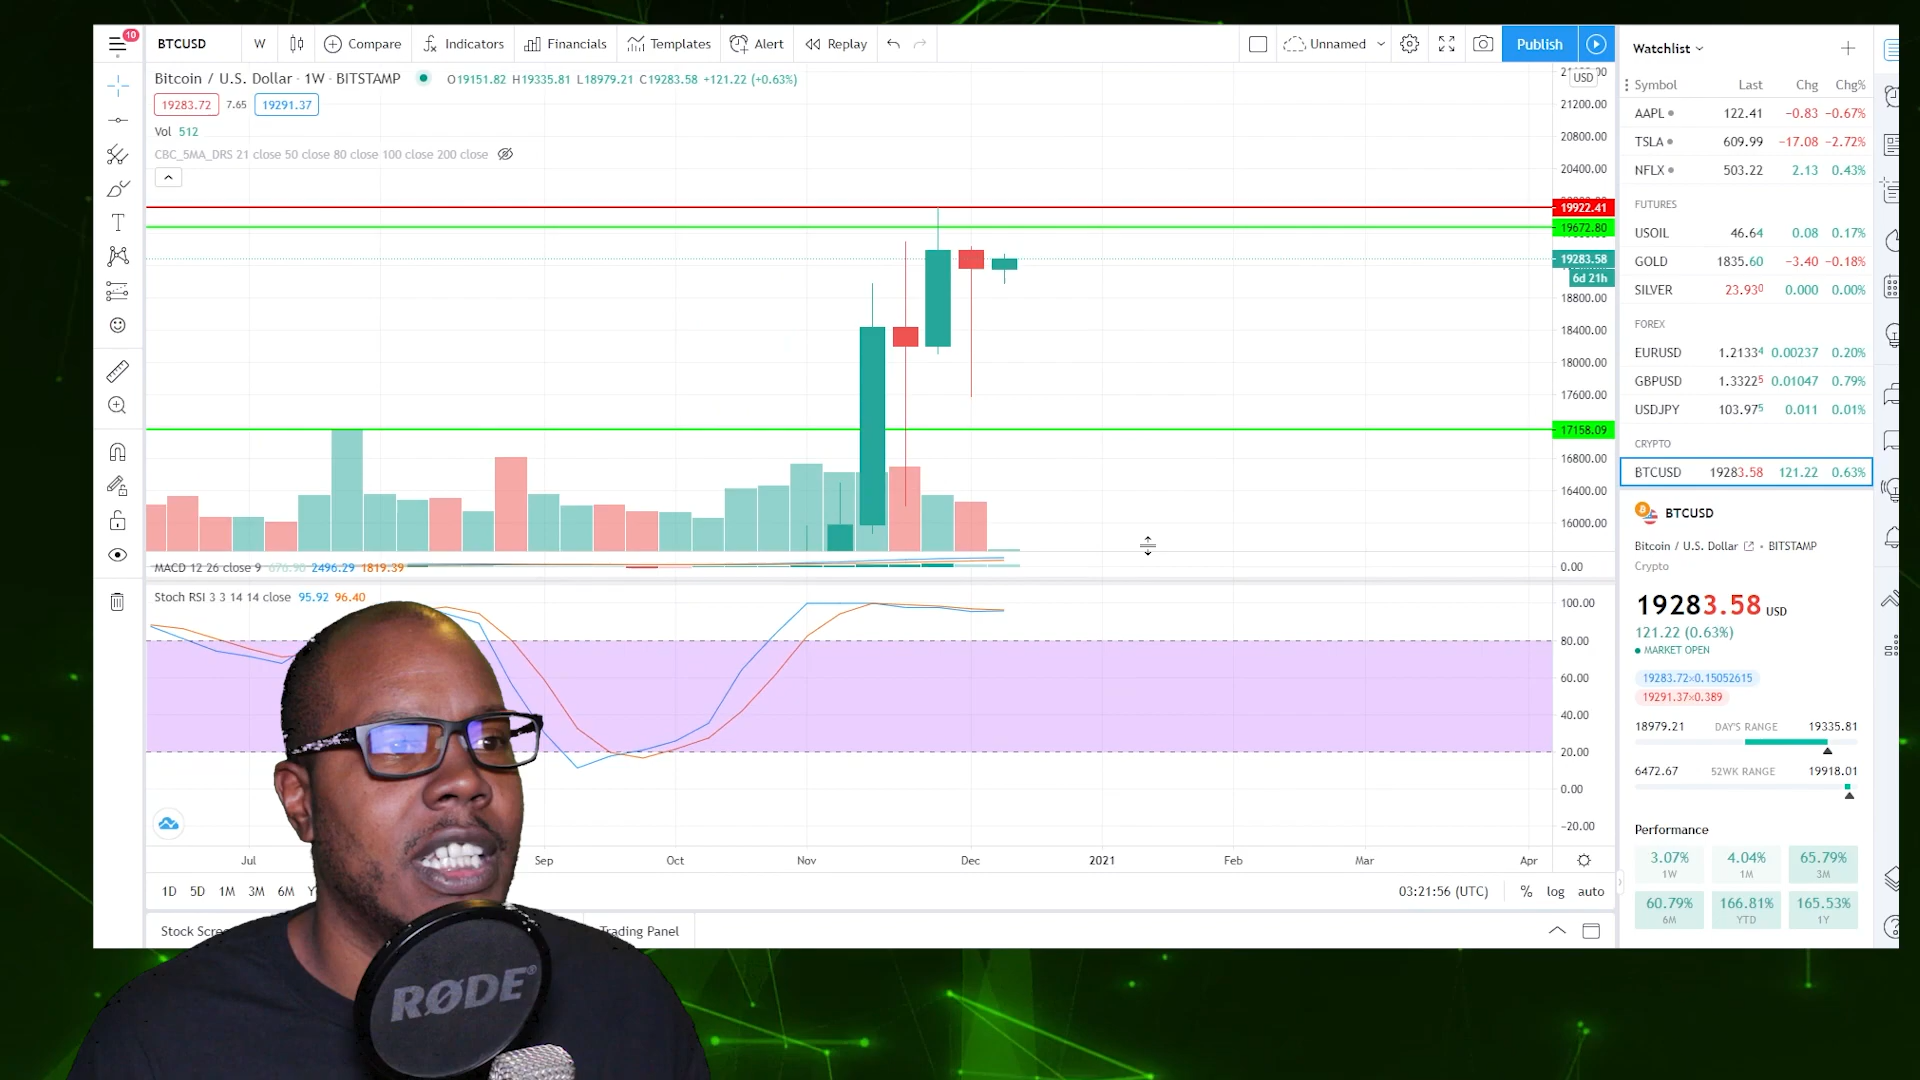 10
BTCUSD W Compare Indicators Financials Templates Alert Replay Unnamed Publish
Bitcoin / U.S. Dollar · 1W · BITSTAMP O19151.82 H19335.81 L18979.21 C19283.58 +121.22 (+0.63%)
19283.72 7.65 19291.37
Vol 512
CBC_5MA_DRS 21 close 50 close 80 close 100 close 200 close
USD
21200.00
20800.00
20400.00
19922.41
19672.80
19283.58
6d 21h
18800.00
18400.00
18000.00
17600.00
17158.09
16800.00
16400.00
16000.00
MACD 12 26 close 9 676.90 2496.29 1819.39
0.00
Stoch RSI 3 3 14 14 close 95.92 96.40
100.00
80.00
60.00
40.00
20.00
0.00
−20.00
Jul Sep Oct Nov Dec 2021 Feb Mar Apr
1D 5D 1M 3M 6M
03:21:56 (UTC) % log auto
Stock Trading Panel
RØDE
Watchlist
Symbol Last Chg Chg%
AAPL 122.41 −0.83 −0.67%
TSLA 609.99 −17.08 −2.72%
NFLX 503.22 2.13 0.43%
FUTURES
USOIL 46.64 0.08 0.17%
GOLD 1835.60 −3.40 −0.18%
SILVER 23.930 0.000 0.00%
FOREX
EURUSD 1.21334 0.00237 0.20%
GBPUSD 1.33225 0.01047 0.79%
USDJPY 103.975 0.011 0.01%
CRYPTO
BTCUSD 19283.58 121.22 0.63%
BTCUSD
Bitcoin / U.S. Dollar • BITSTAMP
Crypto
19283.58 USD
121.22 (0.63%)
MARKET OPEN
19283.72×0.15052615
19291.37×0.389
18979.21 DAY'S RANGE 19335.81
6472.67 52WK RANGE 19918.01
Performance
3.07% 4.04% 65.79%
1W 1M 3M
60.79% 166.81% 165.53%
6M YTD 1Y